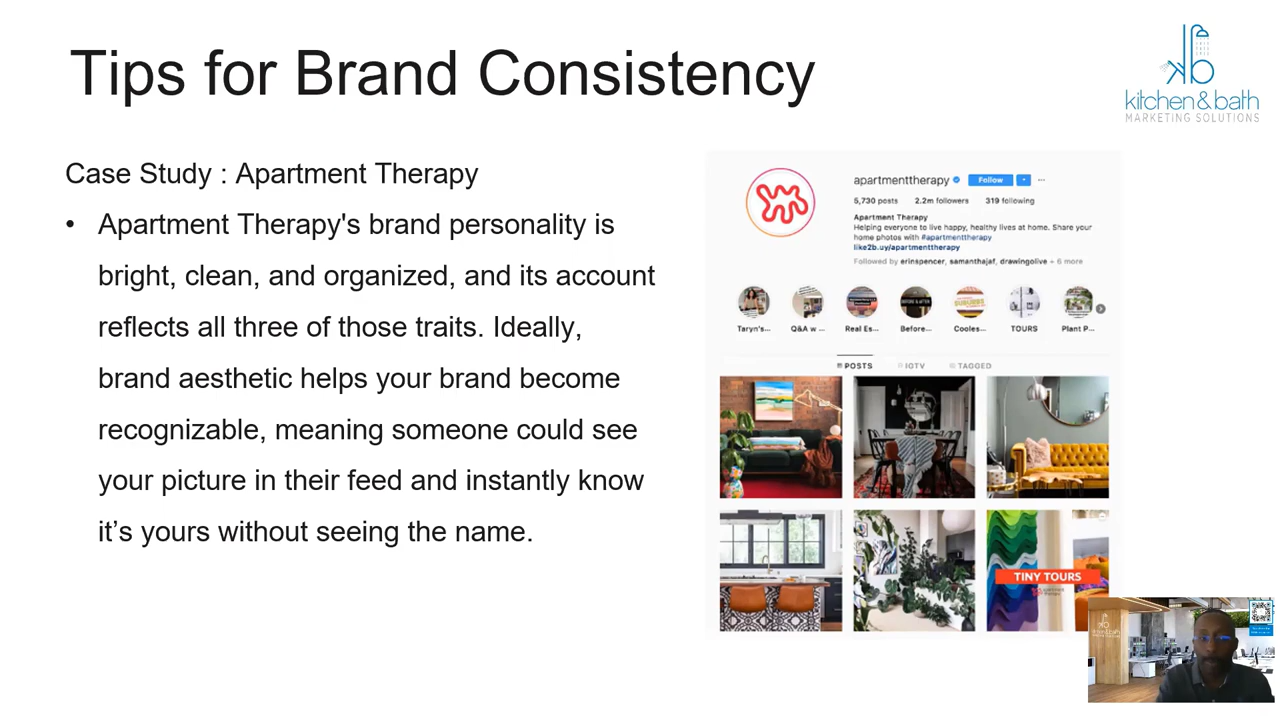 Tips for Brand Consistency
kitchen&bath
MARKETING SOLUTIONS
Case Study : Apartment Therapy
• Apartment Therapy's brand personality is
bright, clean, and organized, and its account
reflects all three of those traits. Ideally,
brand aesthetic helps your brand become
recognizable, meaning someone could see
your picture in their feed and instantly know
it’s yours without seeing the name.
apartmenttherapy Follow
5,730 posts 2.2m followers 319 following
Apartment Therapy
Helping everyone to live happy, healthy lives at home. Share your
home photos with #apartmenttherapy
like2b.uy/apartmenttherapy
Followed by erinspencer, samanthajaf, drawingolive + 6 more
Taryn's... Q&A w ... Real Es... Before... Cooles... TOURS Plant P...
POSTS IGTV TAGGED
TINY TOURS